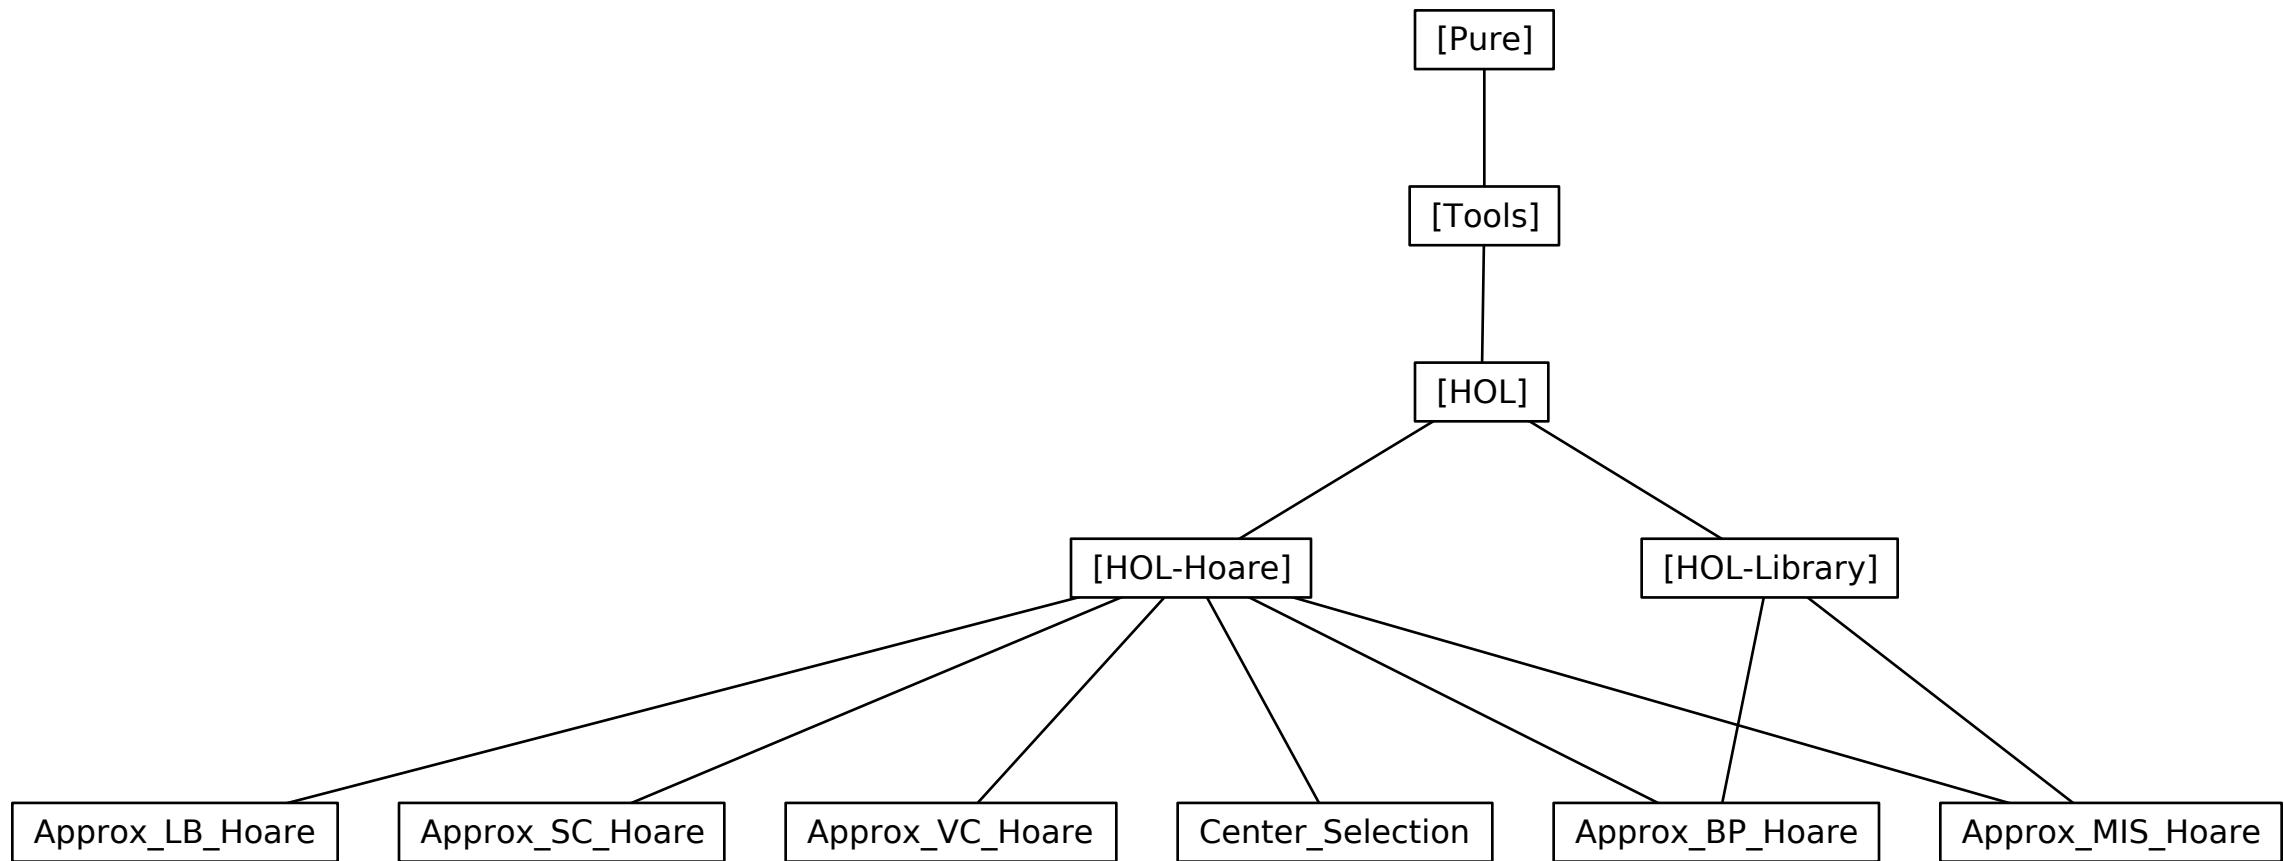 [Pure]
[Tools]
[HOL]
[HOL-Hoare]
[HOL-Library]
Approx_LB_Hoare
Approx_SC_Hoare
Approx_VC_Hoare
Center_Selection
Approx_BP_Hoare
Approx_MIS_Hoare